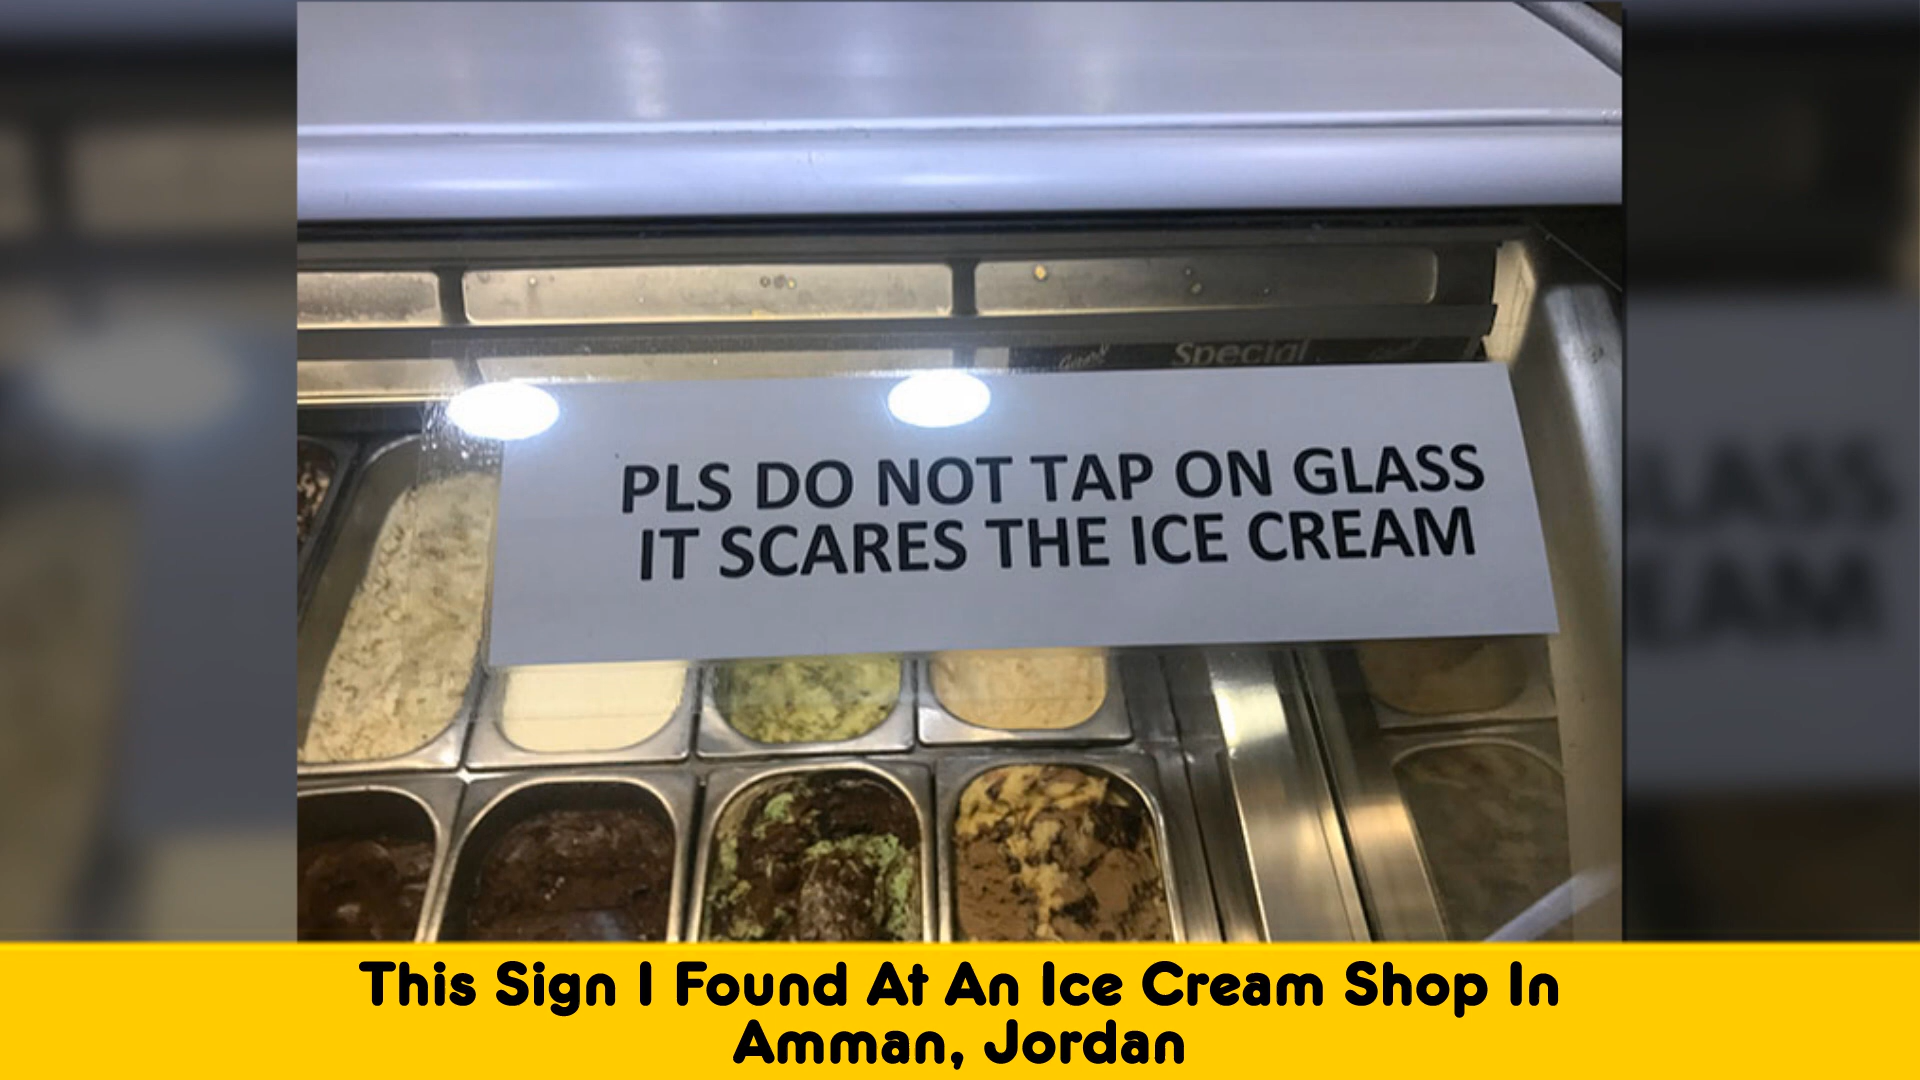 Special
PLS DO NOT TAP ON GLASS
IT SCARES THE ICE CREAM
This Sign I Found At An Ice Cream Shop In
Amman, Jordan